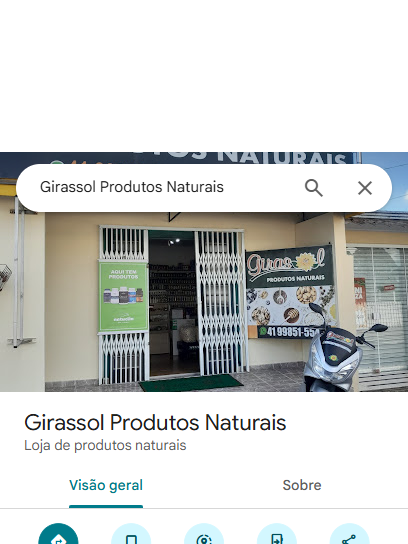 PRODUTOS NATURAIS
Girassol Produtos Naturais
AQUI TEM
PRODUTOS
Girassol
PRODUTOS NATURAIS
41 99851-554
Girassol Produtos Naturais
Loja de produtos naturais
Visão geral
Sobre